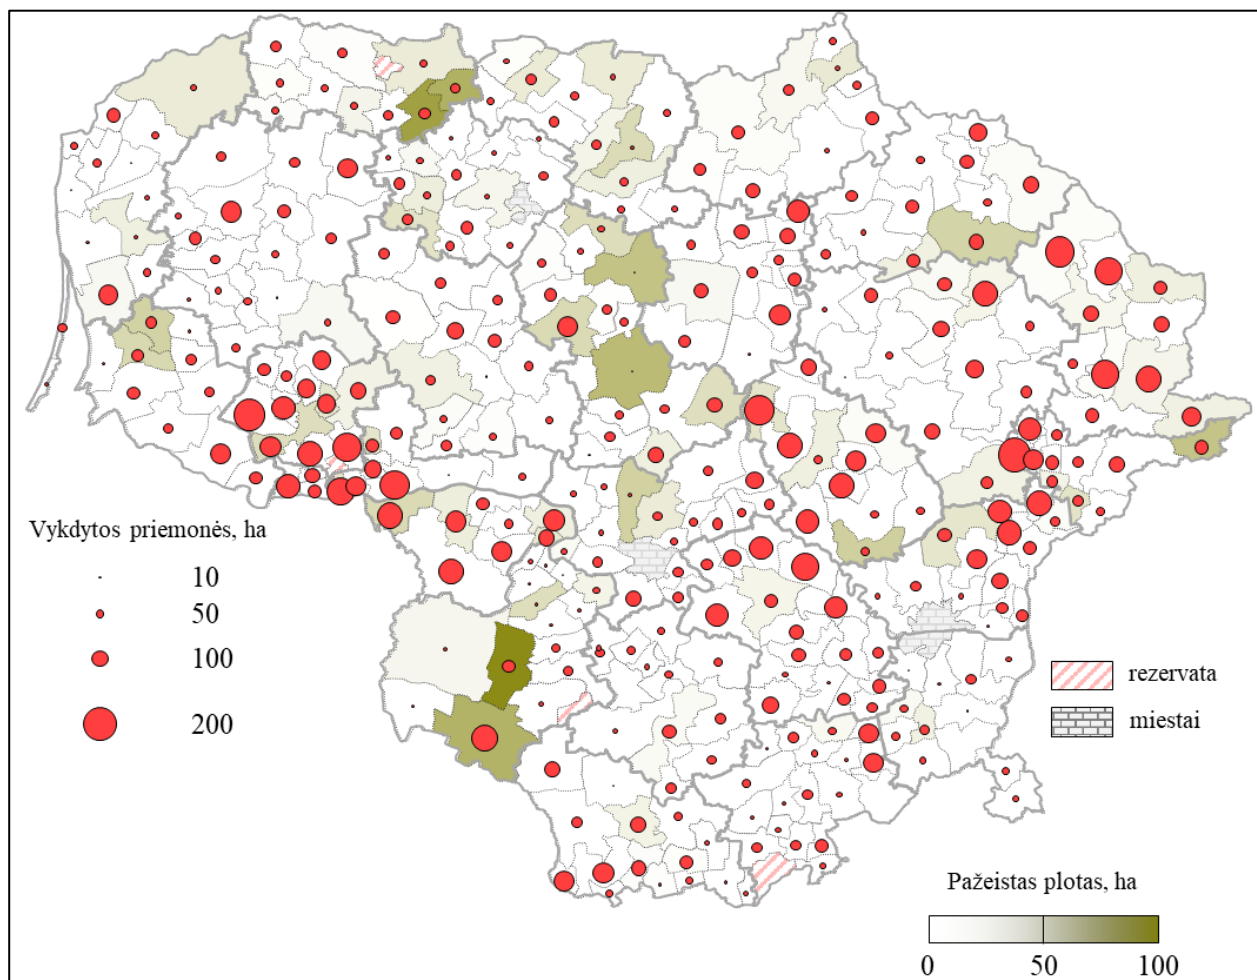 Vykdytos priemonės, ha
10
50
100
200
rezervata
miestai
Pažeistas plotas, ha
0 50 100